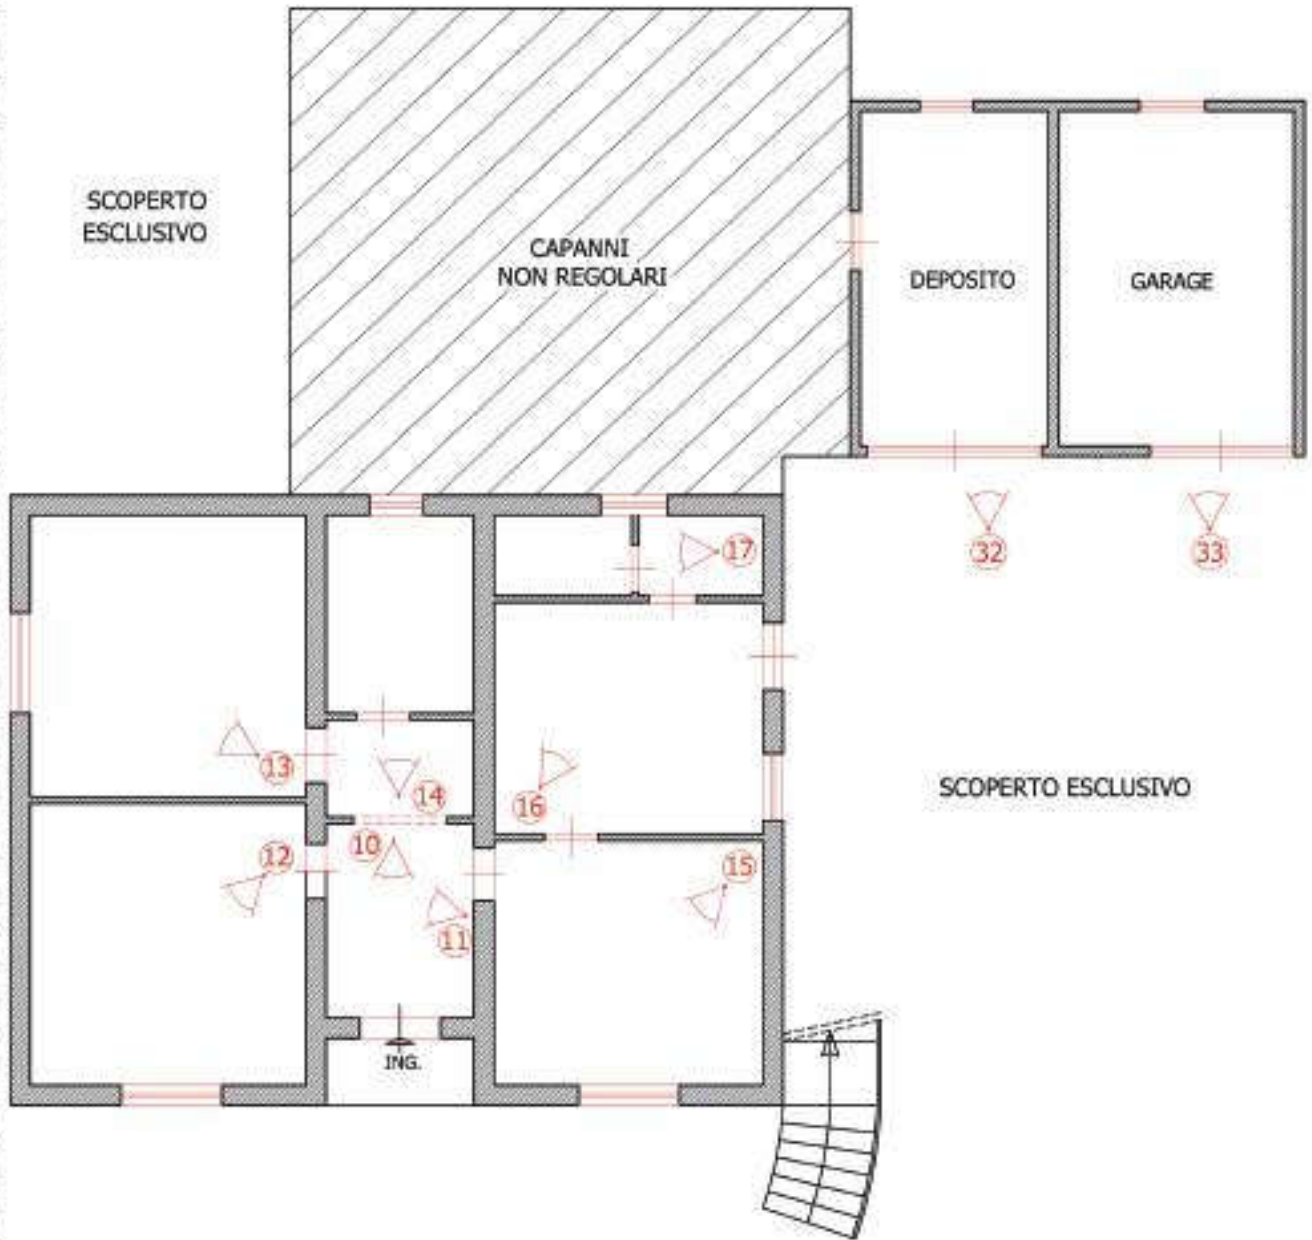 SCOPERTO
ESCLUSIVO
CAPANNI
NON REGOLARI
DEPOSITO
GARAGE
17
32
33
13
14
16
SCOPERTO ESCLUSIVO
10
12
15
11
ING.